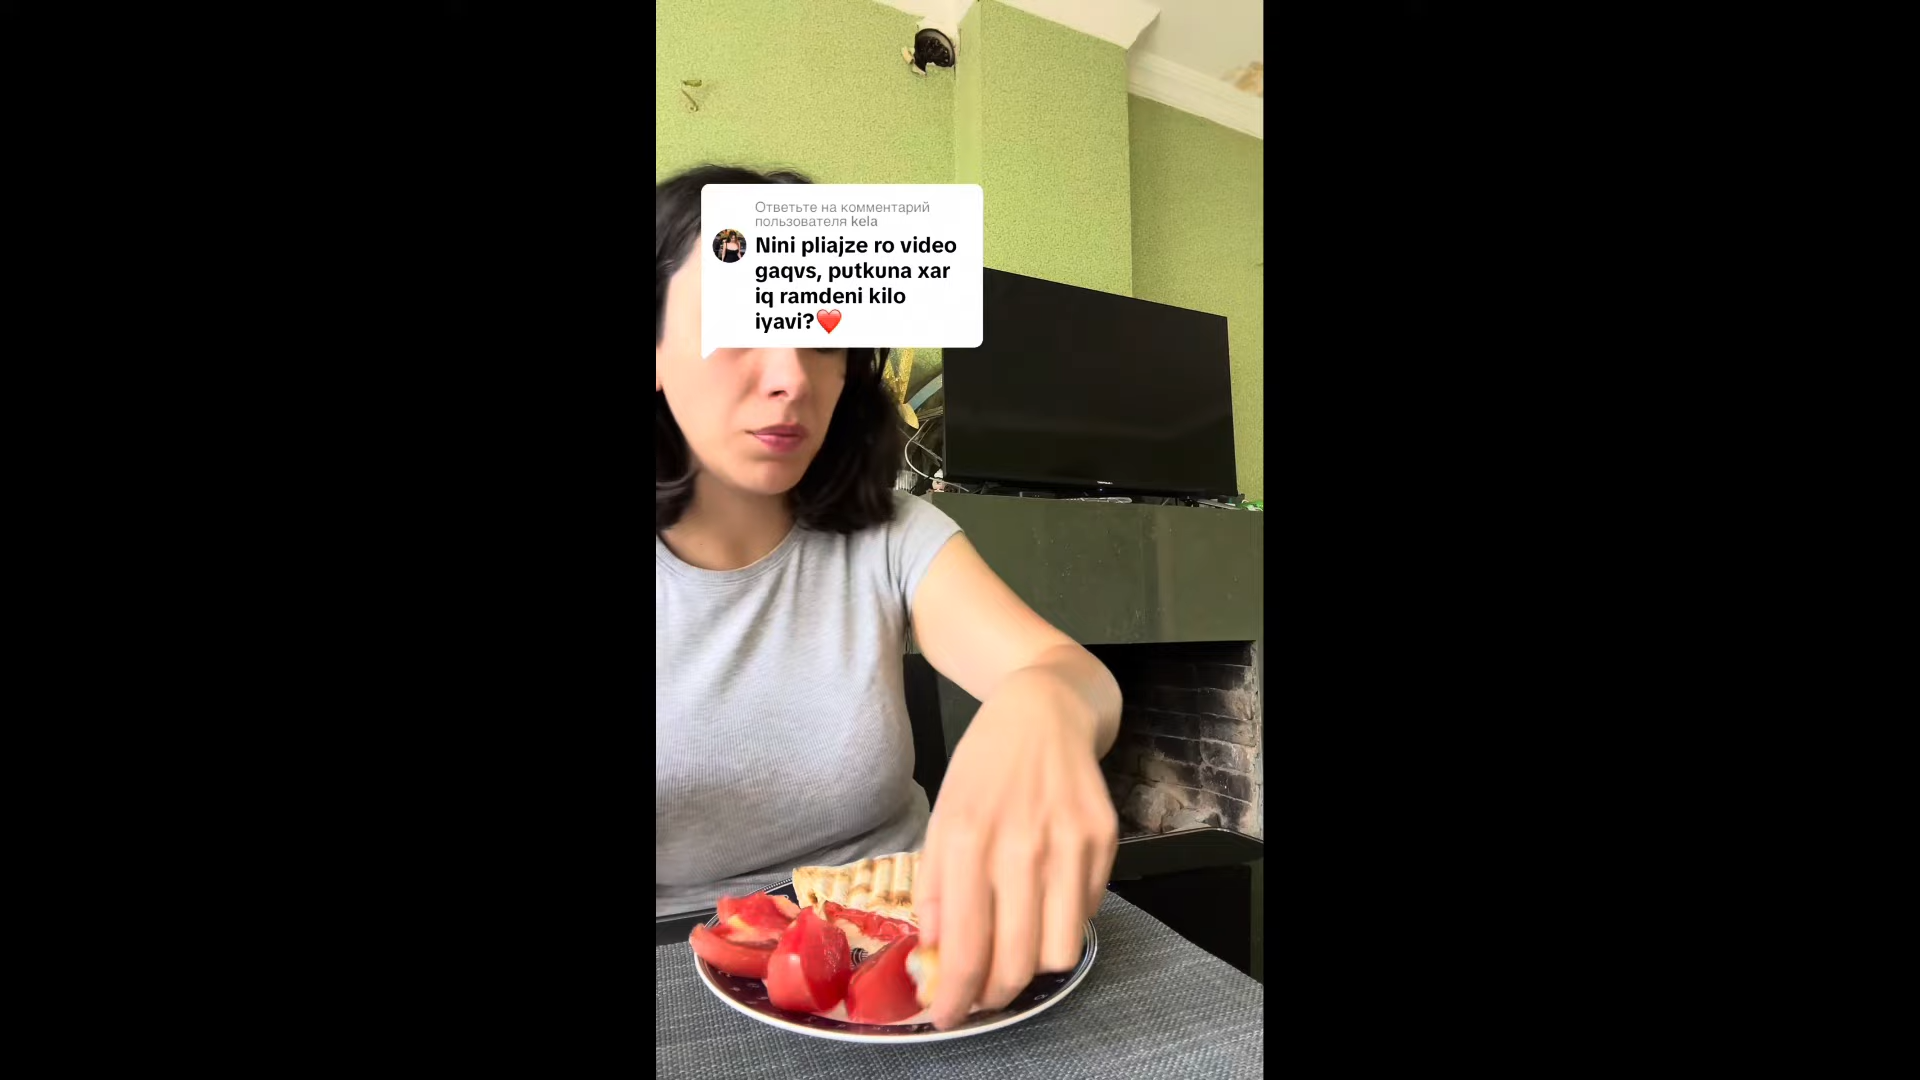 Ответьте на комментарий
пользователя kela
Nini pliajze ro video
gaqvs, putkuna xar
iq ramdeni kilo
iyavi?❤️